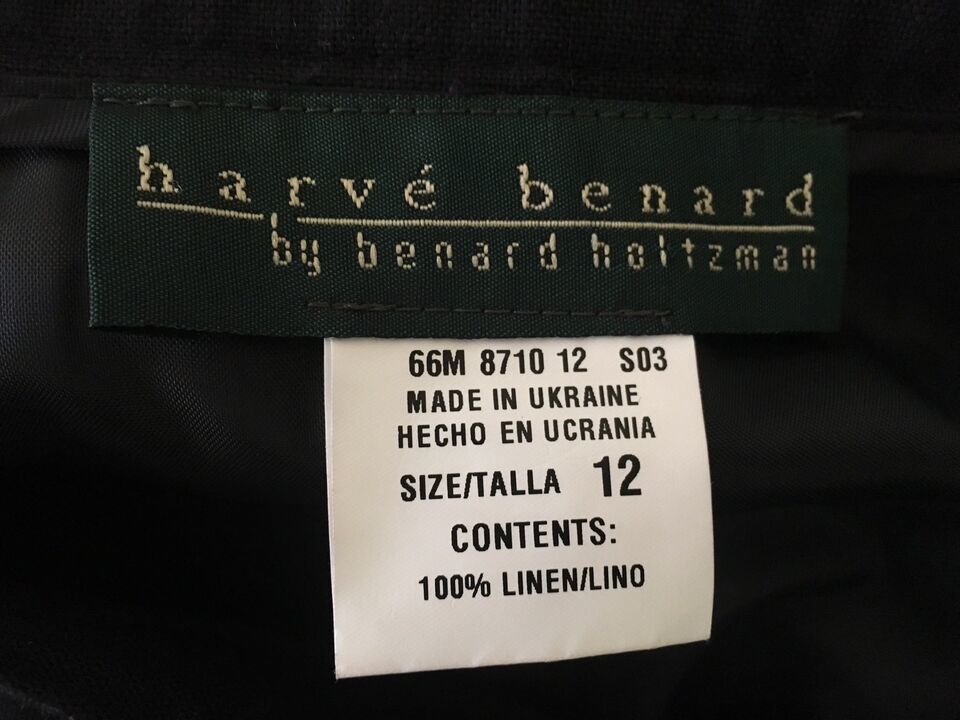 harvé benard
by benard holtzman
66M 8710 12 S03
MADE IN UKRAINE
HECHO EN UCRANIA
SIZE/TALLA 12
CONTENTS:
100% LINEN/LINO